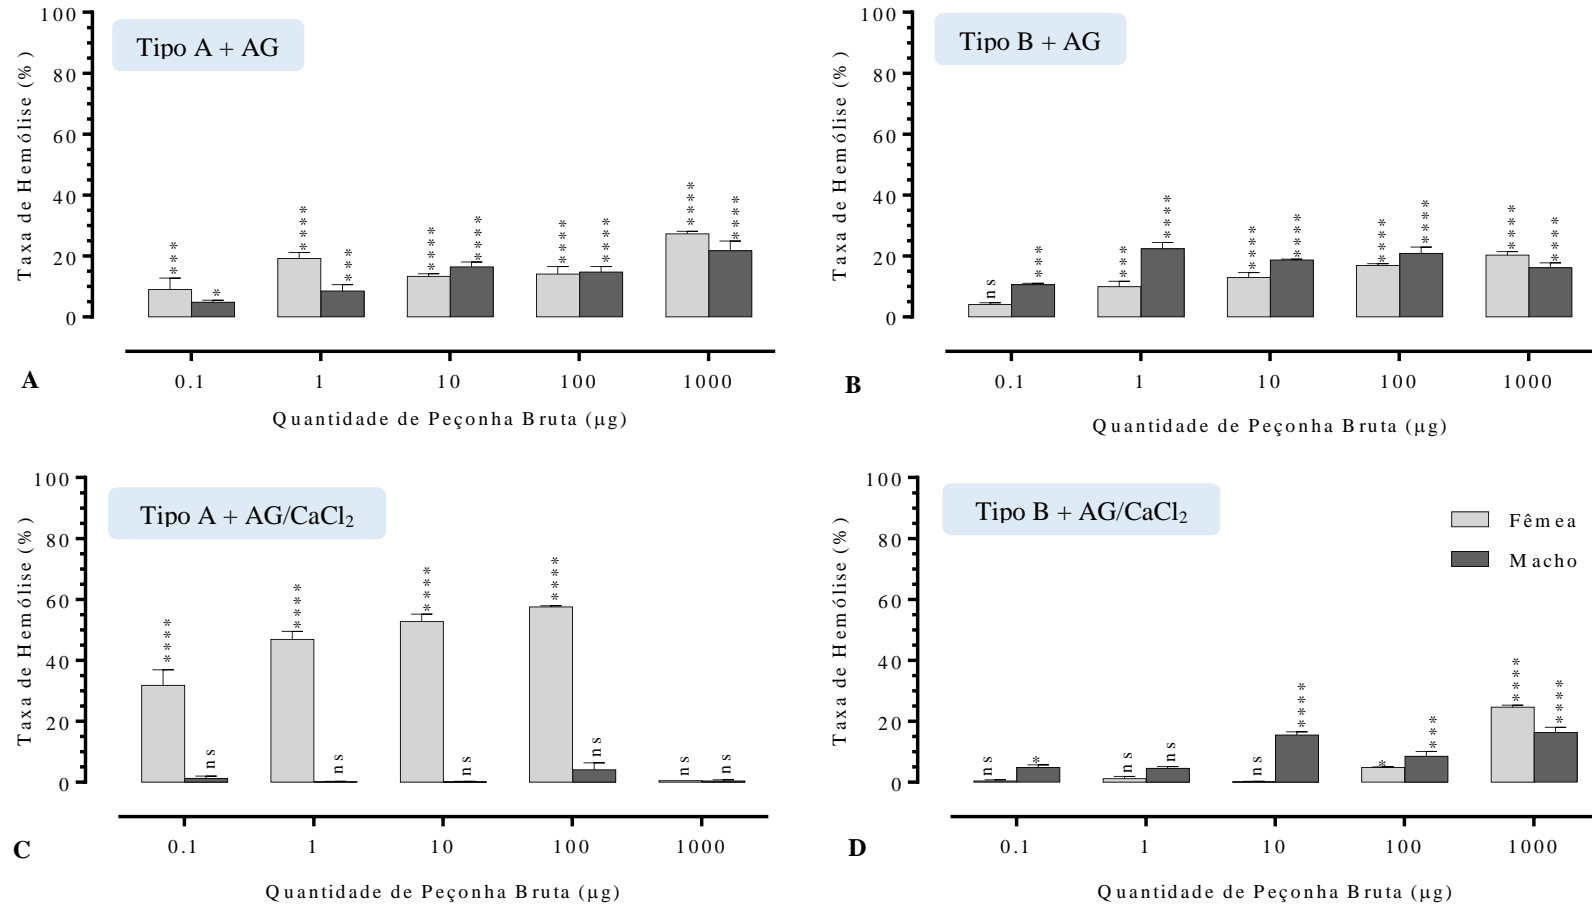 Tipo A + AG
Taxa de Hemólise (%)
100
80
60
40
20
0
***
*
****
***
****
****
****
****
****
****
0.1 1 10 100 1000
A
Quantidade de Peçonha Bruta (μg)
Tipo B + AG
Taxa de Hemólise (%)
100
80
60
40
20
0
ns
***
***
****
****
****
****
****
****
****
0.1 1 10 100 1000
B
Quantidade de Peçonha Bruta (μg)
Tipo A + AG/CaCl₂
Taxa de Hemólise (%)
100
80
60
40
20
0
****
ns
****
ns
****
ns
****
ns
ns
ns
0.1 1 10 100 1000
C
Quantidade de Peçonha Bruta (μg)
Tipo B + AG/CaCl₂
Fêmea
Macho
Taxa de Hemólise (%)
100
80
60
40
20
0
ns
*
ns
ns
ns
****
*
***
****
****
0.1 1 10 100 1000
D
Quantidade de Peçonha Bruta (μg)